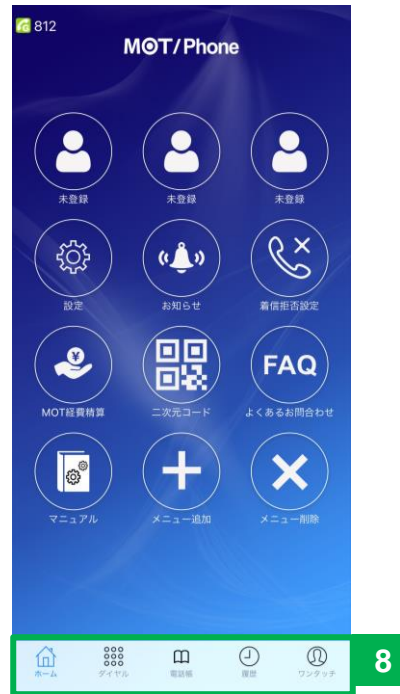 812
MOT/Phone
未登録 未登録 未登録
設定 お知らせ 着信拒否設定
¥ FAQ
MOT経費精算 二次元コード よくあるお問合わせ
マニュアル メニュー追加 メニュー削除
ホーム ダイヤル 電話帳 履歴 ワンタッチ
8